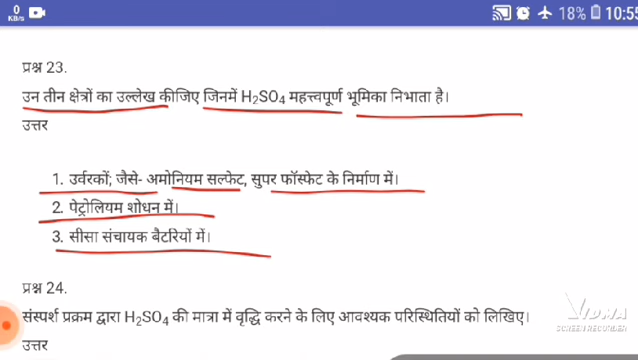 0
KB/s
18%
10:55
प्रश्न 23.
उन तीन क्षेत्रों का उल्लेख कीजिए जिनमें H₂SO₄ महत्त्वपूर्ण भूमिका निभाता है।
उत्तर
1. उर्वरकों; जैसे- अमोनियम सल्फेट, सुपर फॉस्फेट के निर्माण में।
2. पेट्रोलियम शोधन में।
3. सीसा संचायक बैटरियों में।
प्रश्न 24.
संस्पर्श प्रक्रम द्वारा H₂SO₄ की मात्रा में वृद्धि करने के लिए आवश्यक परिस्थितियों को लिखिए।
उत्तर
VIDMA
SCREEN RECORDER